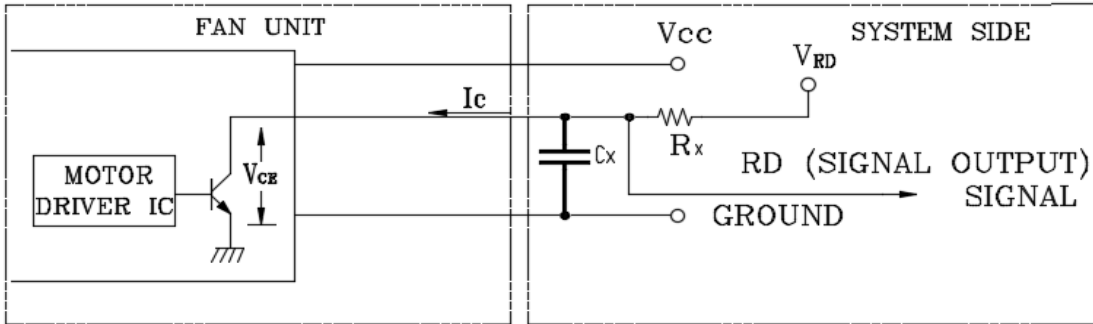 FAN UNIT
Vcc
SYSTEM SIDE
VRD
Ic
Cx
Rx
VCE
MOTOR
DRIVER IC
RD (SIGNAL OUTPUT)
SIGNAL
GROUND